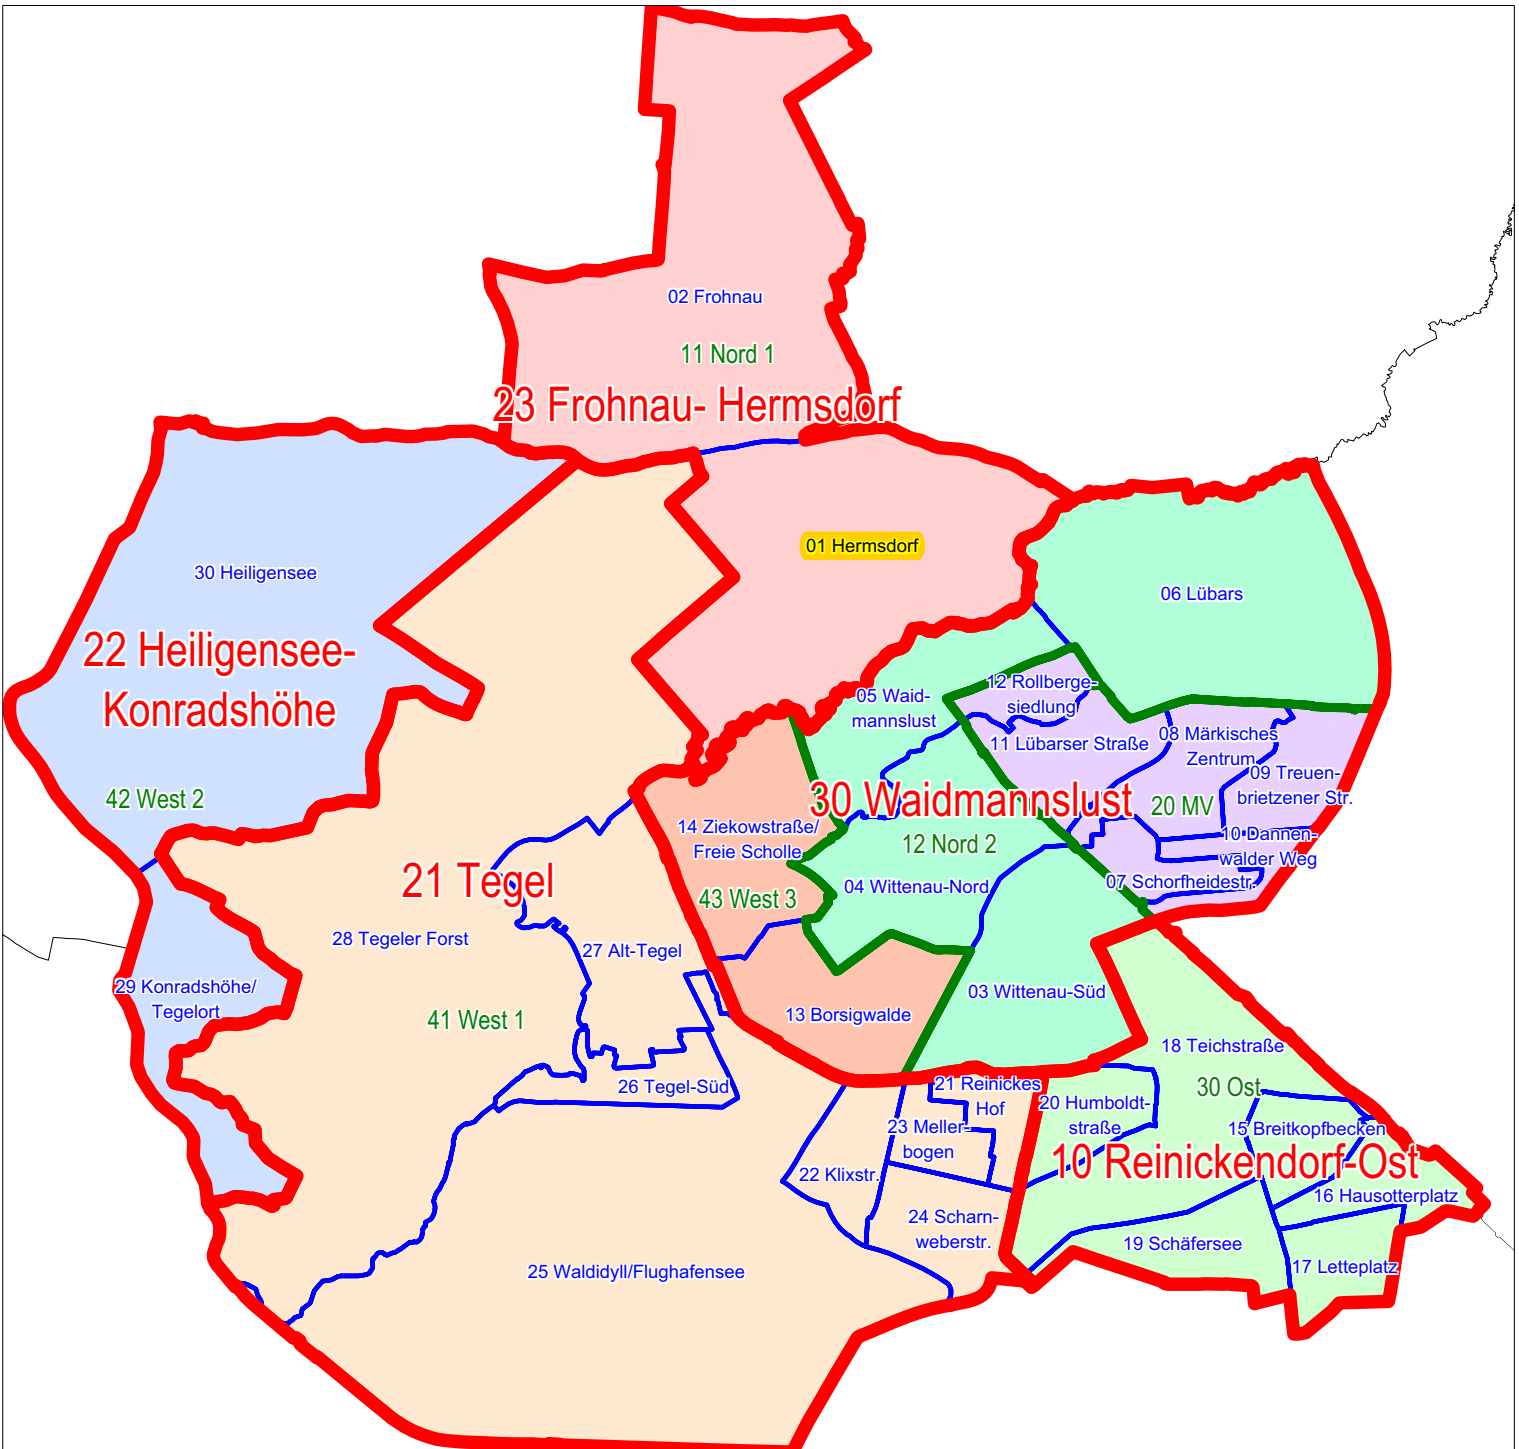 02 Frohnau
11 Nord 1
23 Frohnau- Hermsdorf
01 Hermsdorf
30 Heiligensee
06 Lübars
22 Heiligensee-
Konradshöhe
42 West 2
05 Waid-
mannslust
12 Rollberge-
siedlung
11 Lübarser Straße
08 Märkisches
Zentrum
09 Treuen-
brietzener Str.
30 Waidmannslust
20 MV
14 Ziekowstraße/
Freie Scholle
12 Nord 2
10 Dannen-
walder Weg
07 Schorfheidestr.
04 Wittenau-Nord
43 West 3
21 Tegel
28 Tegeler Forst
27 Alt-Tegel
29 Konradshöhe/
Tegelort
41 West 1
13 Borsigwalde
03 Wittenau-Süd
18 Teichstraße
26 Tegel-Süd
21 Reinickes
Hof
30 Ost
20 Humboldt-
straße
23 Meller-
bogen
15 Breitkopfbecken
10 Reinickendorf-Ost
22 Klixstr.
16 Hausotterplatz
24 Scharn-
weberstr.
19 Schäfersee
17 Letteplatz
25 Waldidyll/Flughafensee